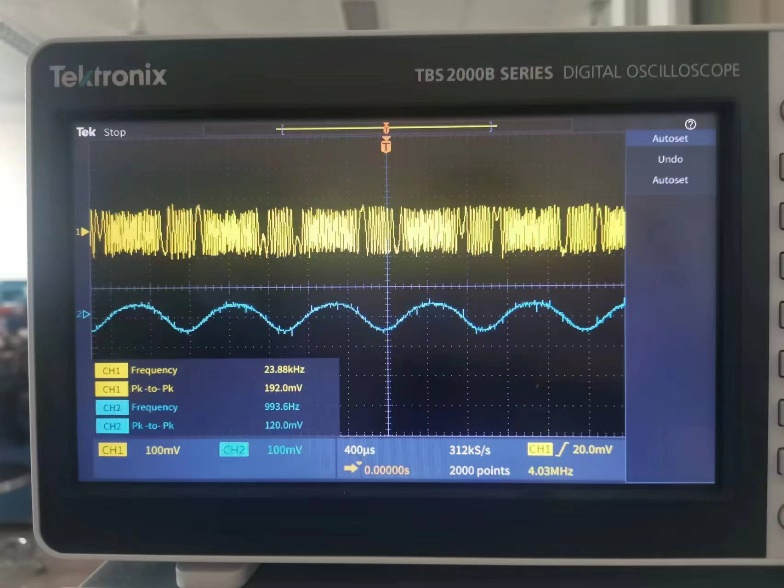 Tektronix TBS 2000B SERIES DIGITAL OSCILLOSCOPE
Tek Stop
T
T
Autoset
Undo
Autoset
1
2
CH1 Frequency 23.88kHz
CH1 Pk-to-Pk 192.0mV
CH2 Frequency 993.6Hz
CH2 Pk-to-Pk 120.0mV
CH1 100mV CH2 100mV 400µs 312kS/s CH1 20.0mV
0.00000s 2000 points 4.03MHz